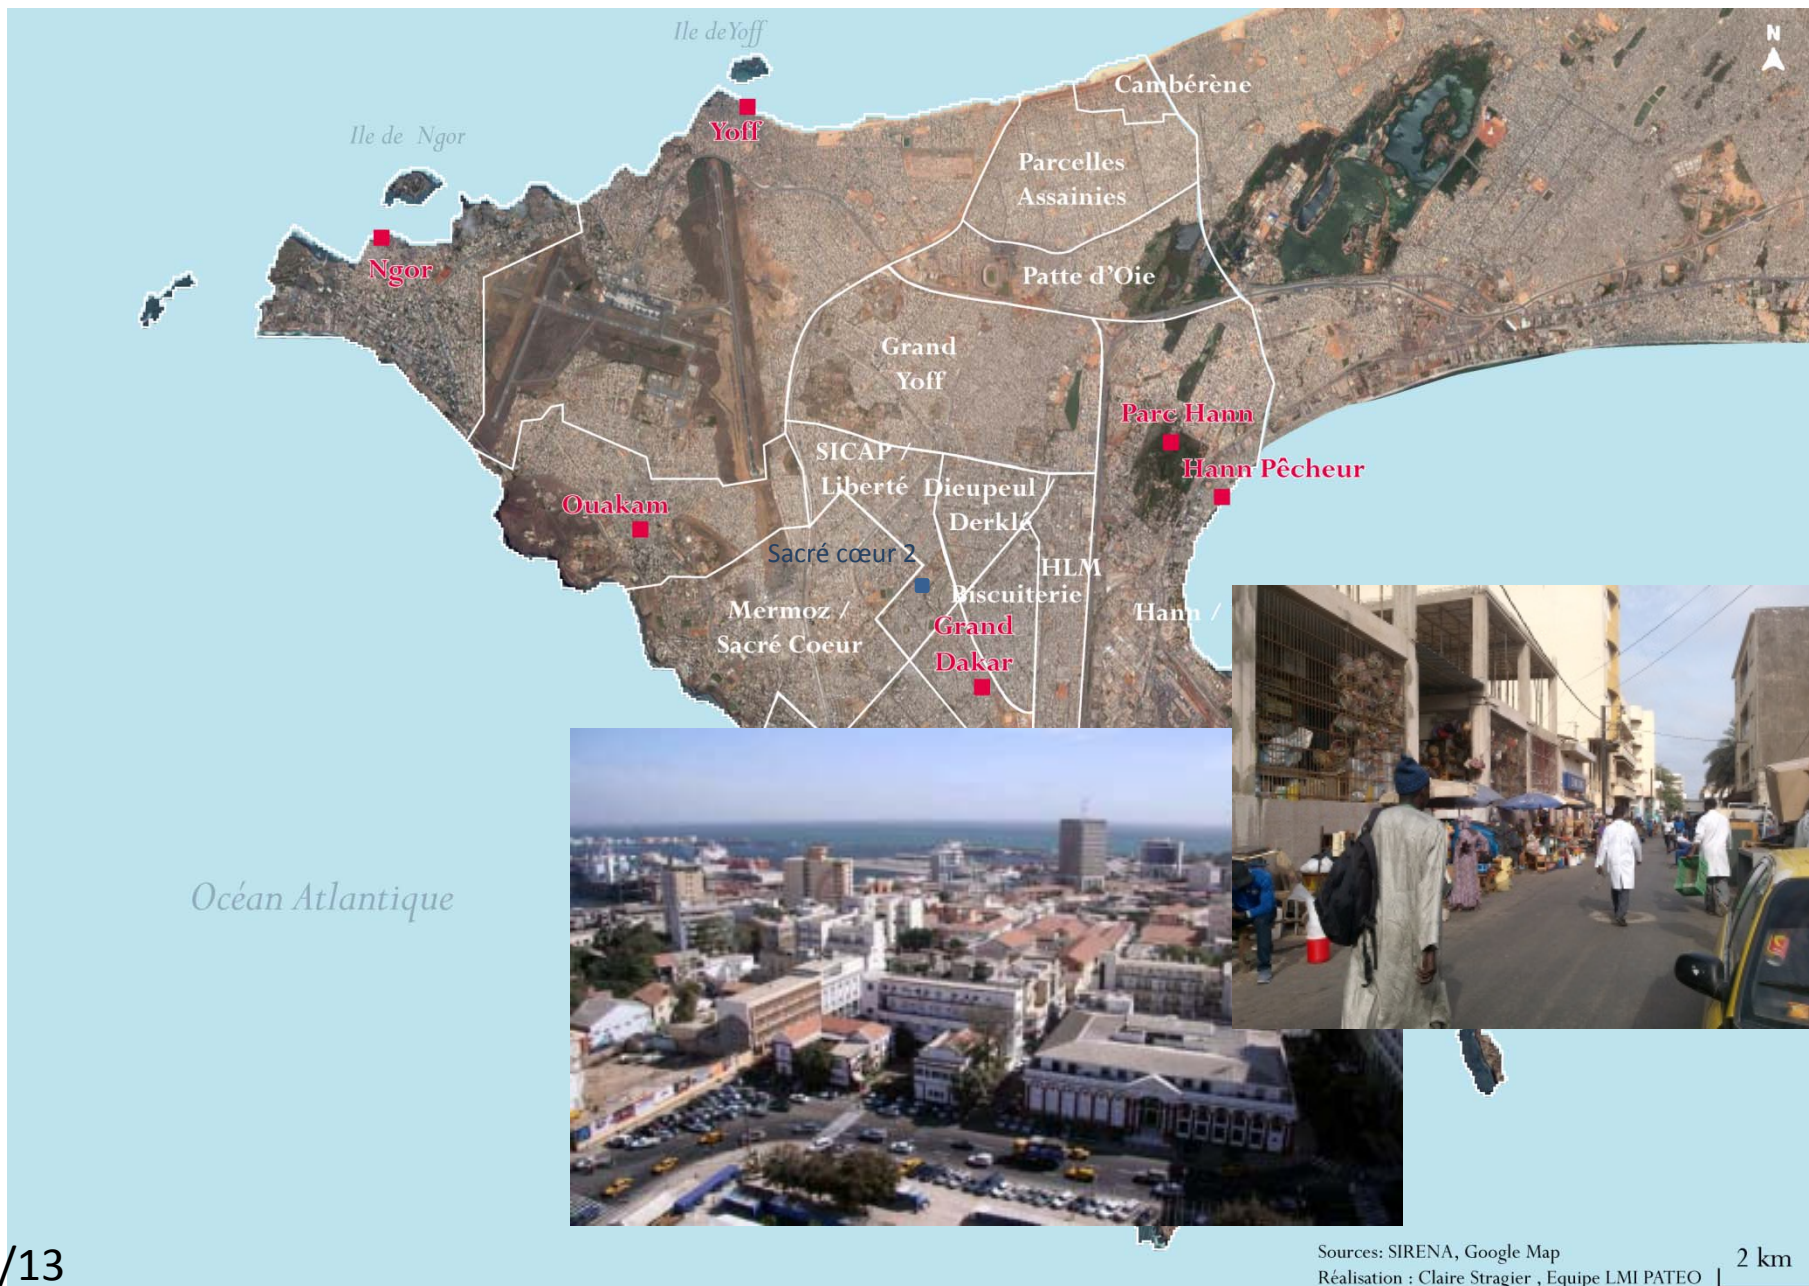 Ile de Yoff
N
Cambérène
Yoff
Ile de Ngor
Parcelles
Assainies
Ngor
Patte d'Oie
Grand
Yoff
Parc Hann
SICAP /
Liberté
Hann Pêcheur
Dieupeul /
Derklé
Ouakam
Sacré cœur 2
HLM
Biscuiterie
Mermoz /
Sacré Coeur
Hann /
Grand
Dakar
Océan Atlantique
/13
Sources: SIRENA, Google Map
Réalisation : Claire Stragier , Equipe LMI PATEO
2 km